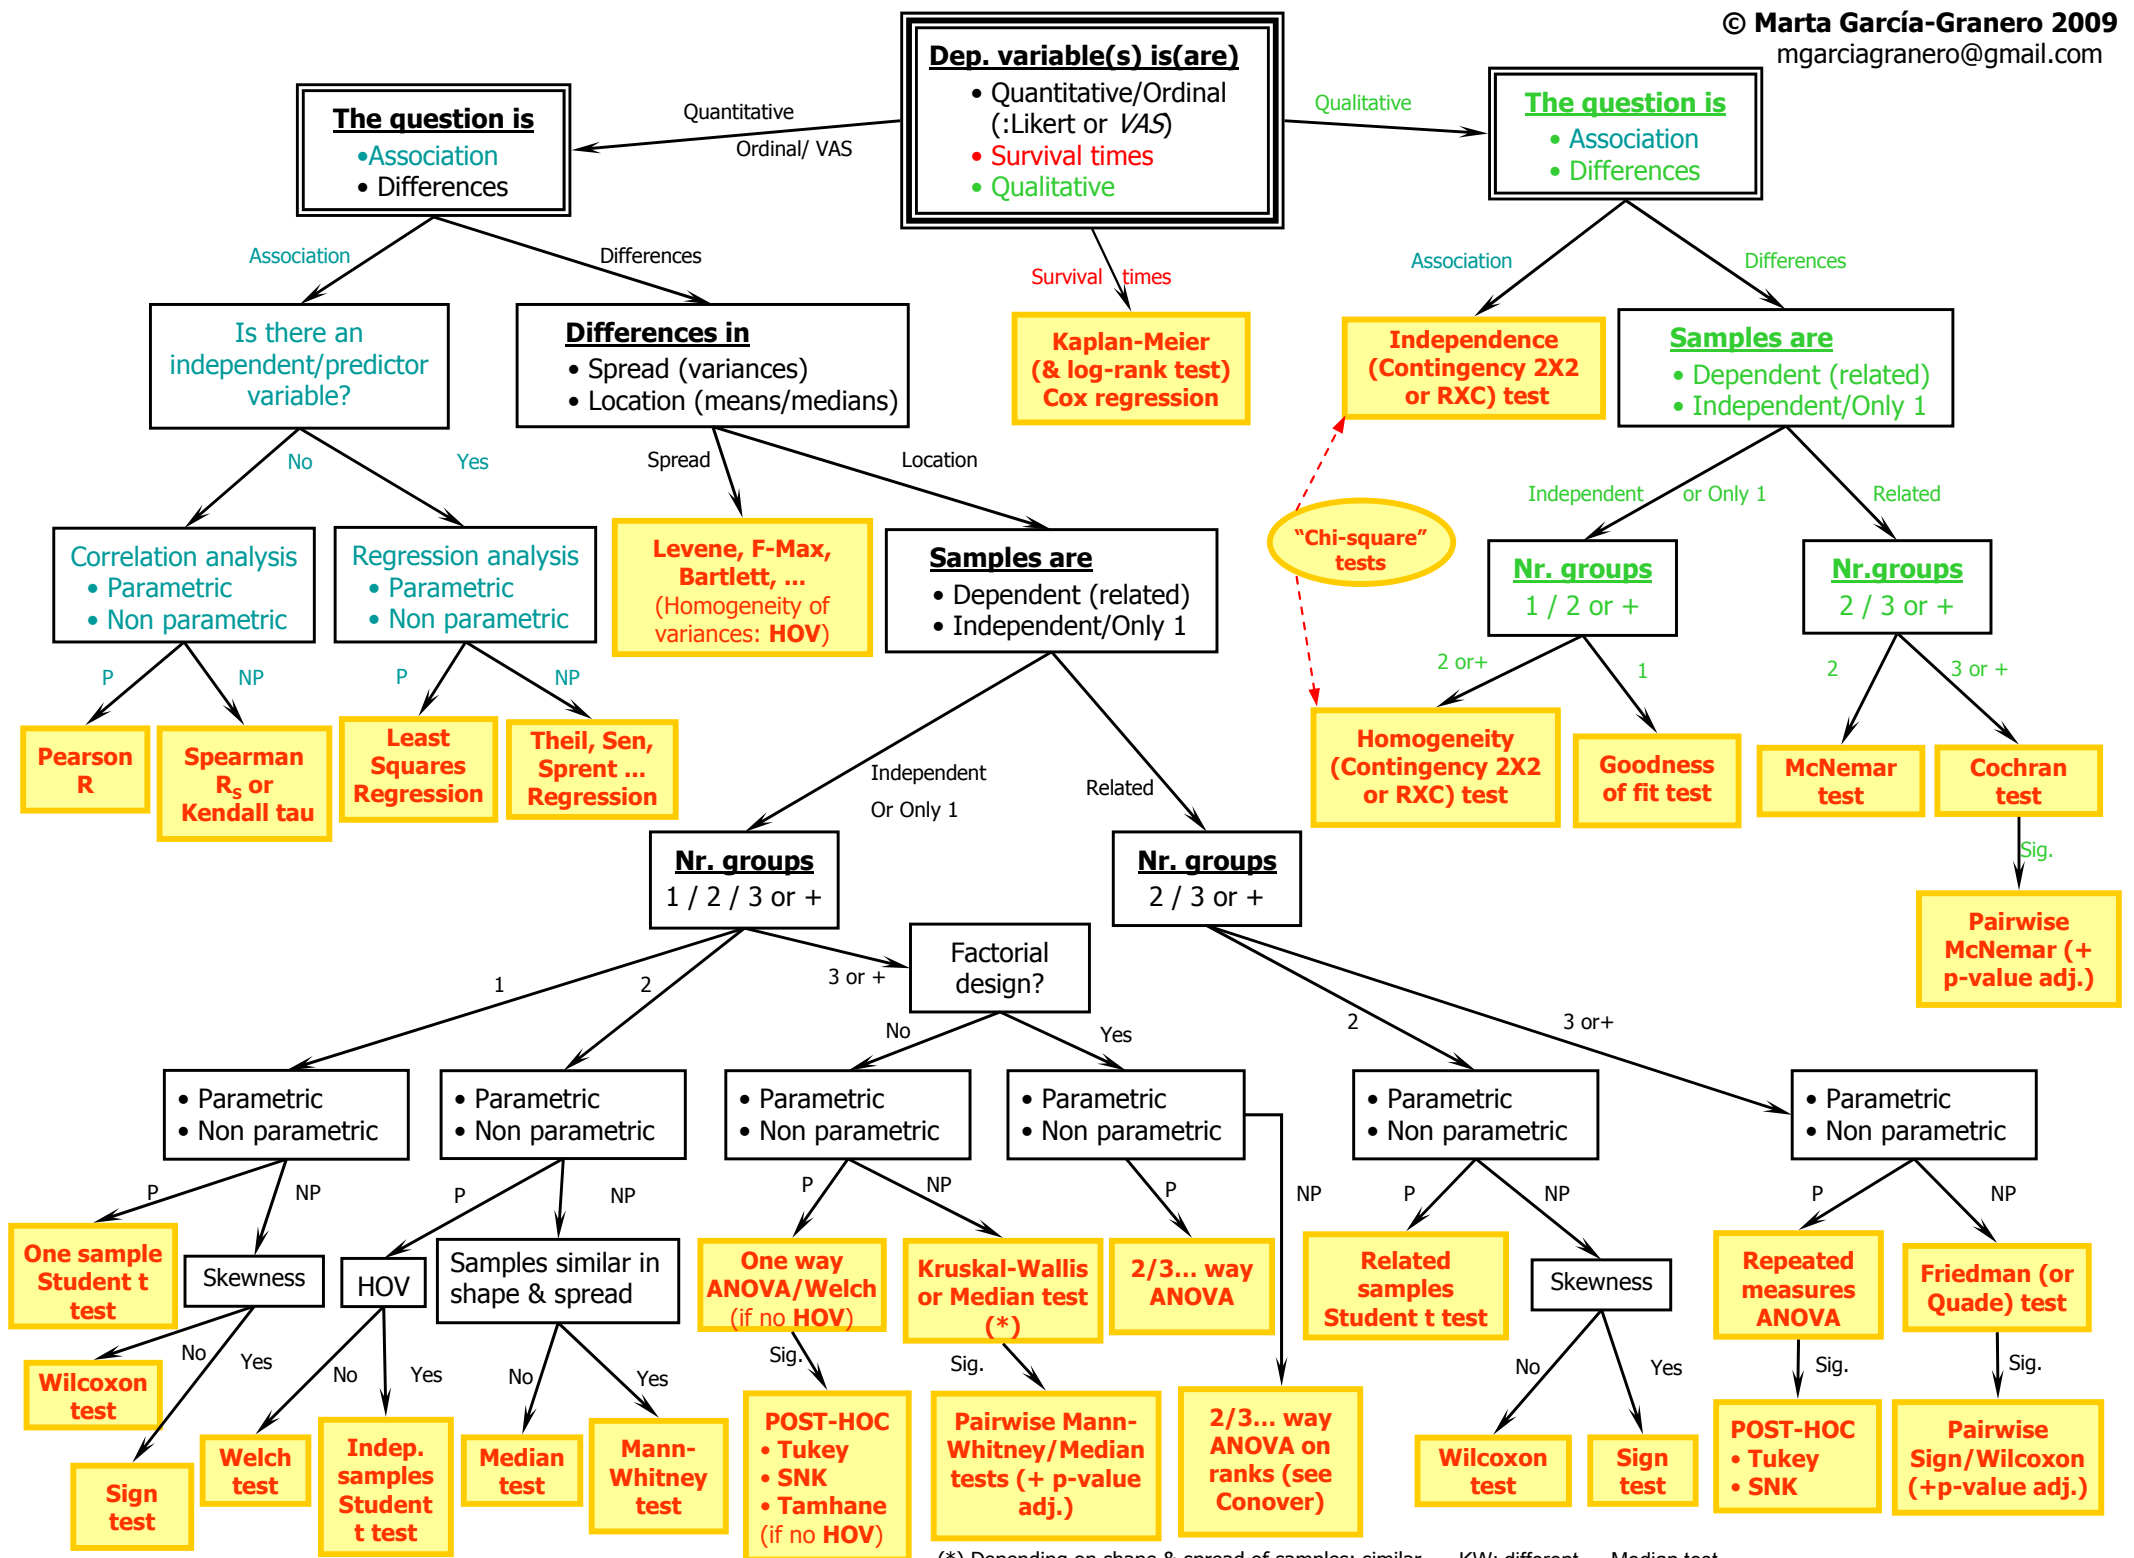 © Marta García-Granero 2009
mgarciagranero@gmail.com
Dep. variable(s) is(are)
• Quantitative/Ordinal
(:Likert or VAS)
• Survival times
• Qualitative
Quantitative
Ordinal/ VAS
Qualitative
The question is
•Association
• Differences
The question is
• Association
• Differences
Association
Differences
Survival times
Association
Differences
Is there an
independent/predictor
variable?
Differences in
• Spread (variances)
• Location (means/medians)
Kaplan-Meier
(& log-rank test)
Cox regression
Independence
(Contingency 2X2
or RXC) test
Samples are
• Dependent (related)
• Independent/Only 1
No
Yes
Spread
Location
Independent or Only 1
Related
Correlation analysis
• Parametric
• Non parametric
Regression analysis
• Parametric
• Non parametric
Levene, F-Max,
Bartlett, ...
(Homogeneity of
variances: HOV)
Samples are
• Dependent (related)
• Independent/Only 1
“Chi-square”
tests
Nr. groups
1 / 2 or +
Nr.groups
2 / 3 or +
P
NP
P
NP
2 or+
1
2
3 or +
Pearson
R
Spearman
RS or
Kendall tau
Least
Squares
Regression
Theil, Sen,
Sprent ...
Regression
Independent
Or Only 1
Related
Homogeneity
(Contingency 2X2
or RXC) test
Goodness
of fit test
McNemar
test
Cochran
test
Sig.
Pairwise
McNemar (+
p-value adj.)
Nr. groups
1 / 2 / 3 or +
Nr. groups
2 / 3 or +
1
2
3 or +
Factorial
design?
No
Yes
2
3 or+
• Parametric
• Non parametric
• Parametric
• Non parametric
• Parametric
• Non parametric
• Parametric
• Non parametric
• Parametric
• Non parametric
• Parametric
• Non parametric
P
NP
P
NP
P
NP
P
NP
P
NP
P
NP
One sample
Student t
test
Skewness
HOV
Samples similar in
shape & spread
One way
ANOVA/Welch
(if no HOV)
Kruskal-Wallis
or Median test
(*)
2/3... way
ANOVA
Related
samples
Student t test
Skewness
Repeated
measures
ANOVA
Friedman (or
Quade) test
No
Yes
No
Yes
No
Yes
Sig.
Sig.
No
Yes
Sig.
Sig.
Wilcoxon
test
Sign
test
Welch
test
Indep.
samples
Student
t test
Median
test
Mann-
Whitney
test
POST-HOC
• Tukey
• SNK
• Tamhane
(if no HOV)
Pairwise Mann-
Whitney/Median
tests (+ p-value
adj.)
2/3... way
ANOVA on
ranks (see
Conover)
Wilcoxon
test
Sign
test
POST-HOC
• Tukey
• SNK
Pairwise
Sign/Wilcoxon
(+p-value adj.)
(*) Depending on shape & spread of samples: similar KW; different Median test